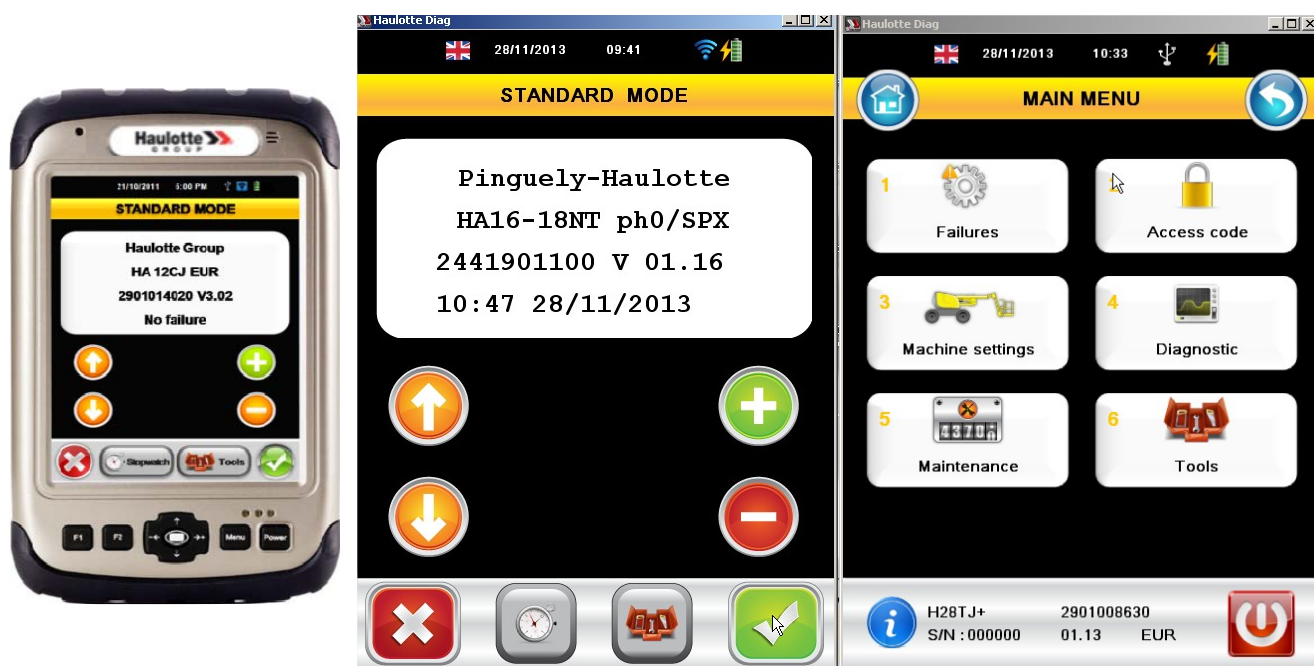 Haulotte
GROUP
21/10/2011 5:00 PM
STANDARD MODE
Haulotte Group
HA 12CJ EUR
2901014020 V3.02
No failure
Stopwatch
Tools
F1
F2
Menu
Power
Haulotte Diag
28/11/2013 09:41
STANDARD MODE
Pinguely-Haulotte
HA16-18NT ph0/SPX
2441901100 V 01.16
10:47 28/11/2013
Haulotte Diag
28/11/2013 10:33
MAIN MENU
1
Failures
Access code
3
Machine settings
4
Diagnostic
5
Maintenance
6
Tools
H28TJ+ 2901008630
S/N : 000000 01.13 EUR